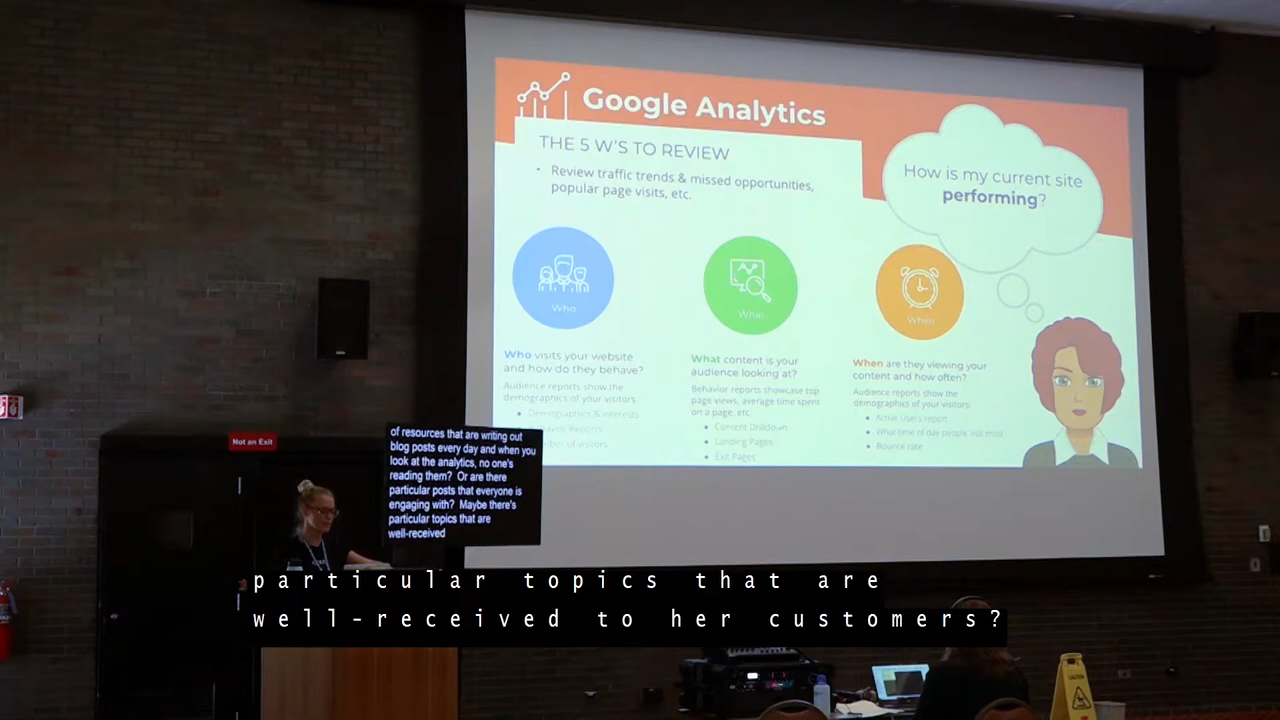 Google Analytics
THE 5 W'S TO REVIEW
• Review traffic trends & missed opportunities,
popular page visits, etc.
How is my current site
performing?
Who
What
When
Who visits your website
and how do they behave?
Audience reports show the
demographics of your visitors:
• Demographics & interests
Behavior Reports
of visitors
What content is your
audience looking at?
Behavior reports showcase top
page views, average time spent
on a page, etc.
• Content Drilldown
• Landing Pages
• Exit Pages
When are they viewing your
content and how often?
Audience reports show the
demographics of your visitors:
• Active users report
• What time of day people visit most
• Bounce rate
Not an Exit
of resources that are writing out
blog posts every day and when you
look at the analytics, no one's
reading them? Or are there
particular posts that everyone is
engaging with? Maybe there's
particular topics that are
well-received
particular topics that are
well-received to her customers?
CAUTION